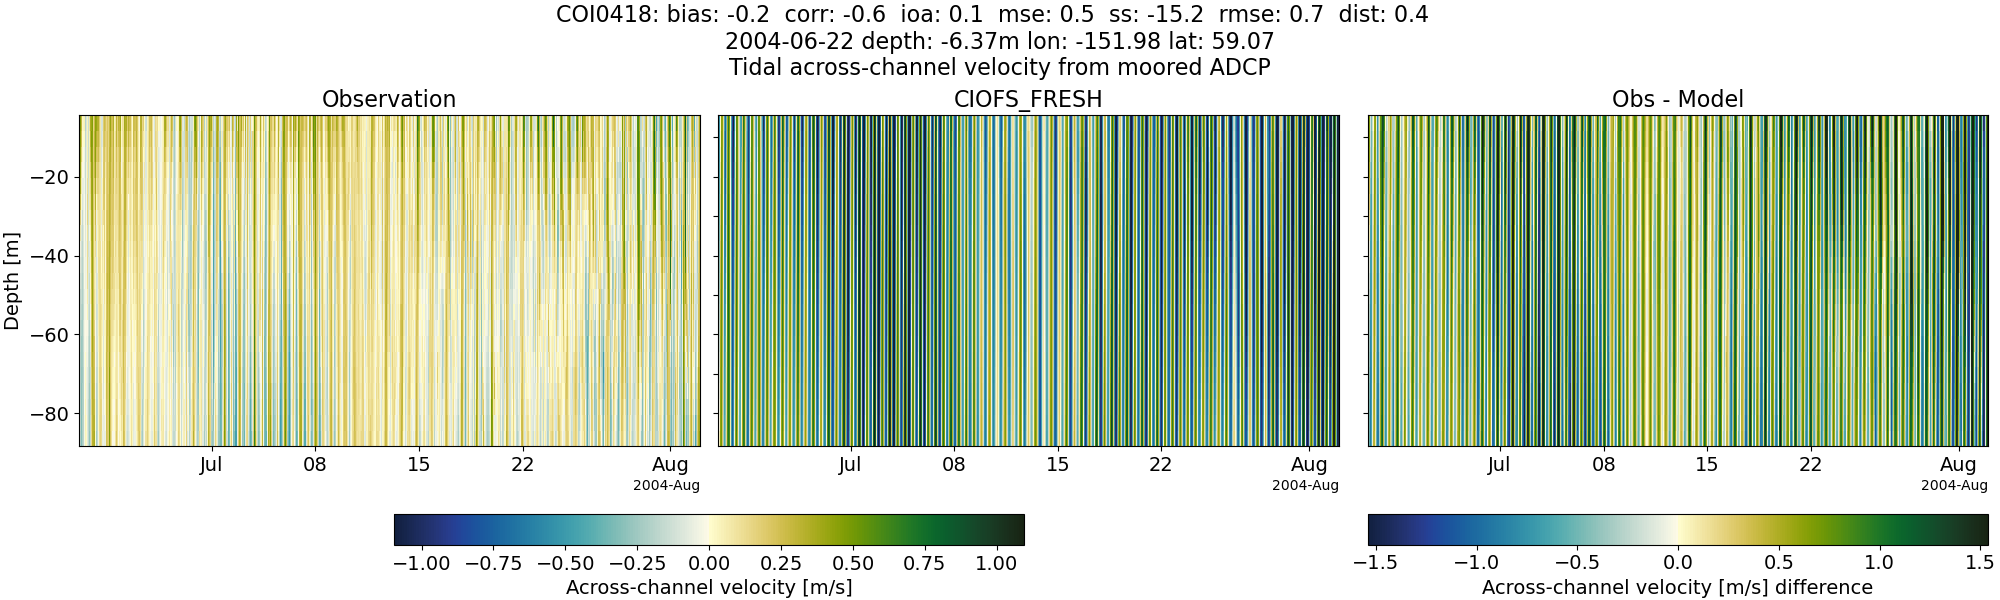 COI0418: bias: -0.2  corr: -0.6  ioa: 0.1  mse: 0.5  ss: -15.2  rmse: 0.7  dist: 0.4
2004-06-22 depth: -6.37m lon: -151.98 lat: 59.07
Tidal across-channel velocity from moored ADCP
Observation
CIOFS_FRESH
Obs - Model
Depth [m]
−20
−40
−60
−80
Jul 08 15 22 Aug
2004-Aug
Jul 08 15 22 Aug
2004-Aug
Jul 08 15 22 Aug
2004-Aug
−1.00 −0.75 −0.50 −0.25 0.00 0.25 0.50 0.75 1.00
Across-channel velocity [m/s]
−1.5 −1.0 −0.5 0.0 0.5 1.0 1.5
Across-channel velocity [m/s] difference